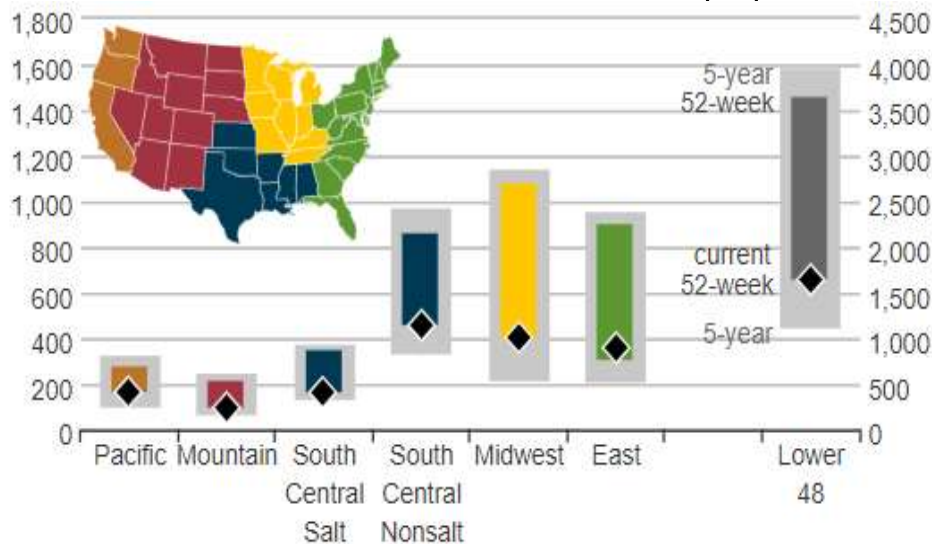 1,800
1,600
1,400
1,200
1,000
800
600
400
200
0
5-year
52-week
current
52-week
5-year
4,500
4,000
3,500
3,000
2,500
2,000
1,500
1,000
500
0
Pacific
Mountain
South
Central
Salt
South
Central
Nonsalt
Midwest
East
Lower
48